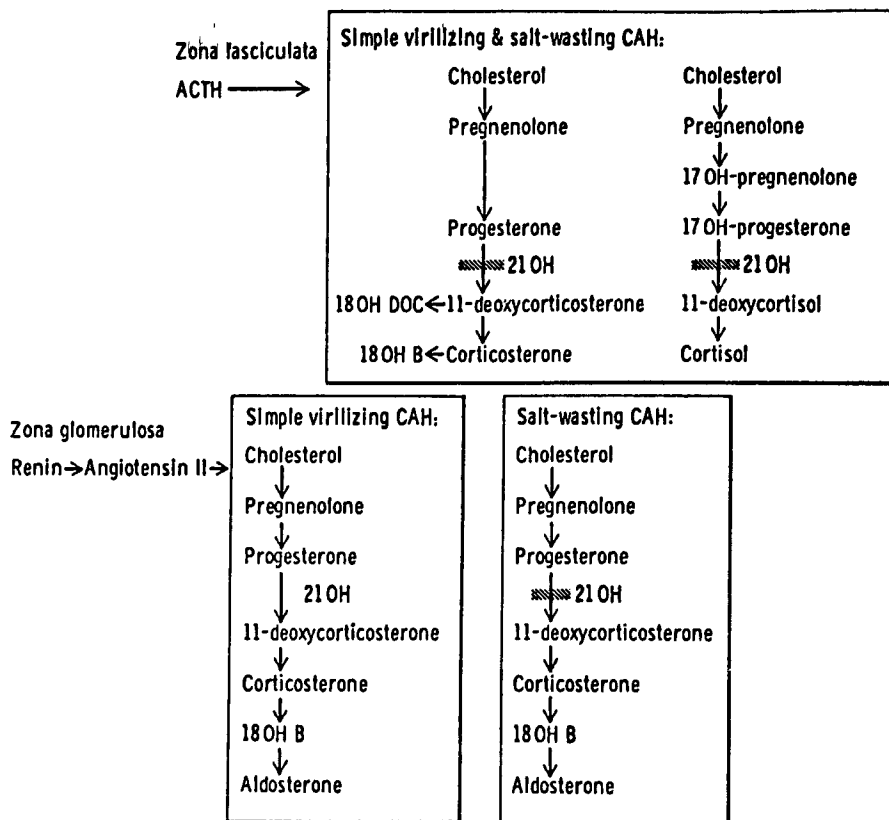 Zona fasciculata
ACTH →
Simple virilizing & salt-wasting CAH:
Cholesterol
Pregnenolone
Progesterone
21 OH
18 OH DOC ← 11-deoxycorticosterone
18 OH B ← Corticosterone
Cholesterol
Pregnenolone
17 OH-pregnenolone
17 OH-progesterone
21 OH
11-deoxycortisol
Cortisol
Zona glomerulosa
Renin → Angiotensin II →
Simple virilizing CAH:
Cholesterol
Pregnenolone
Progesterone
21 OH
11-deoxycorticosterone
Corticosterone
18 OH B
Aldosterone
Salt-wasting CAH:
Cholesterol
Pregnenolone
Progesterone
21 OH
11-deoxycorticosterone
Corticosterone
18 OH B
Aldosterone